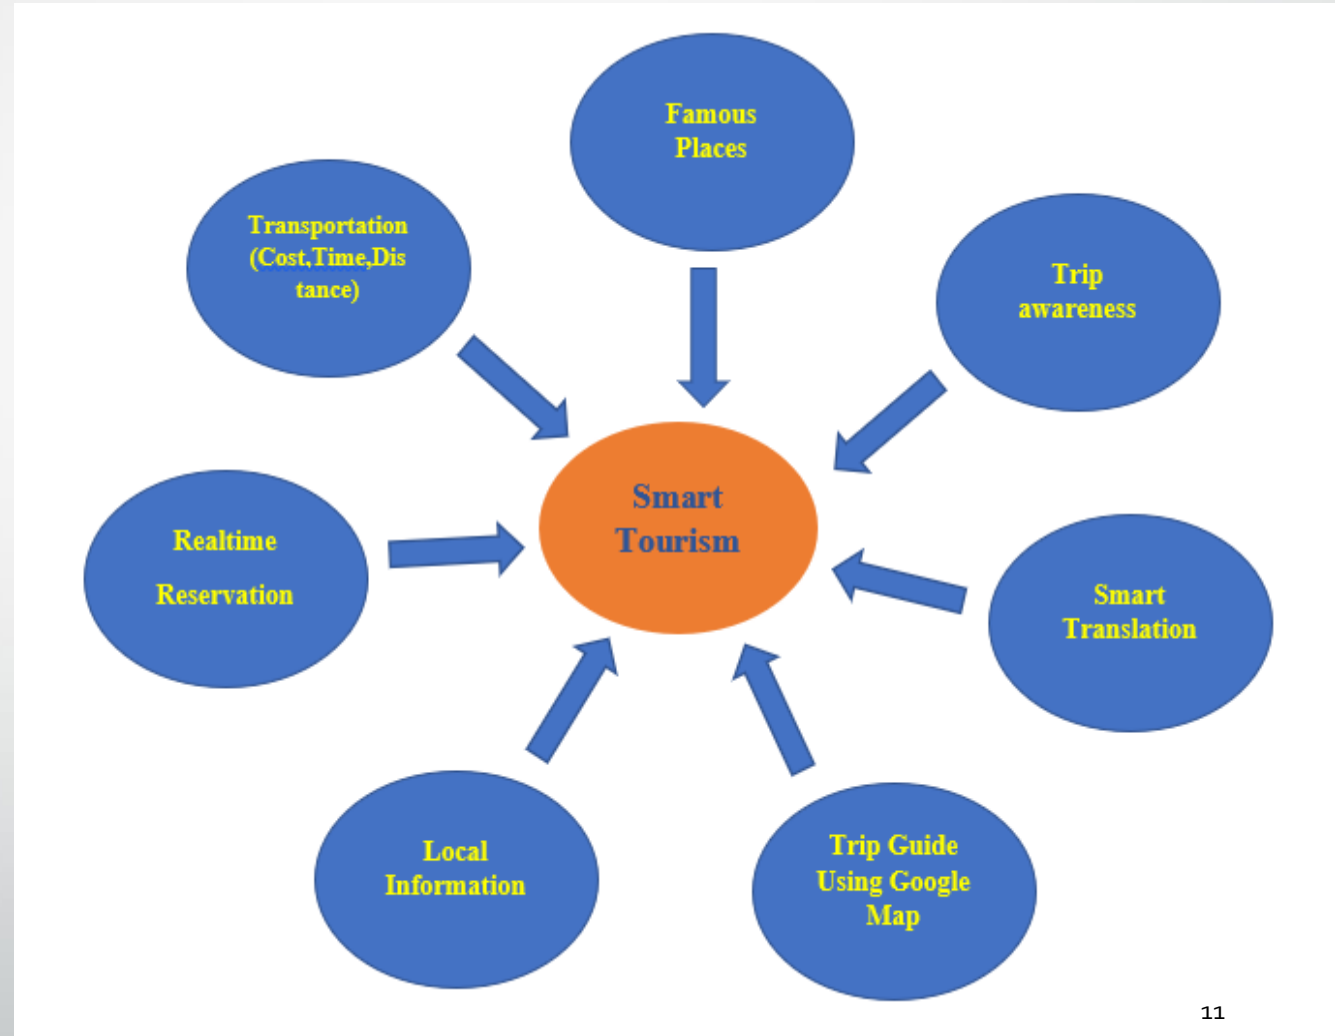 Famous
Places
Transportation
(Cost,Time,Dis
tance)
Trip
awareness
Smart
Tourism
Realtime
Reservation
Smart
Translation
Local
Information
Trip Guide
Using Google
Map
11